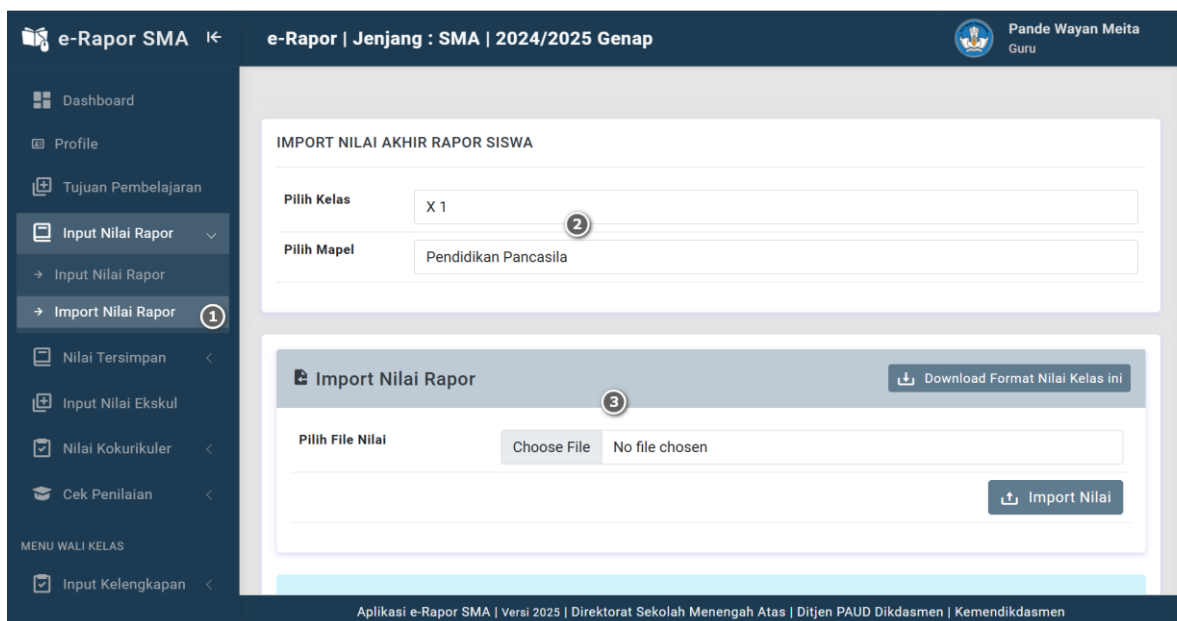 e-Rapor SMA
e-Rapor | Jenjang : SMA | 2024/2025 Genap
Pande Wayan Meita
Guru
Dashboard
Profile
Tujuan Pembelajaran
Input Nilai Rapor
Input Nilai Rapor
Import Nilai Rapor
1
Nilai Tersimpan
Input Nilai Ekskul
Nilai Kokurikuler
Cek Penilaian
MENU WALI KELAS
Input Kelengkapan
IMPORT NILAI AKHIR RAPOR SISWA
Pilih Kelas
X 1
2
Pilih Mapel
Pendidikan Pancasila
Import Nilai Rapor
Download Format Nilai Kelas ini
3
Pilih File Nilai
Choose File No file chosen
Import Nilai
Aplikasi e-Rapor SMA | Versi 2025 | Direktorat Sekolah Menengah Atas | Ditjen PAUD Dikdasmen | Kemendikdasmen